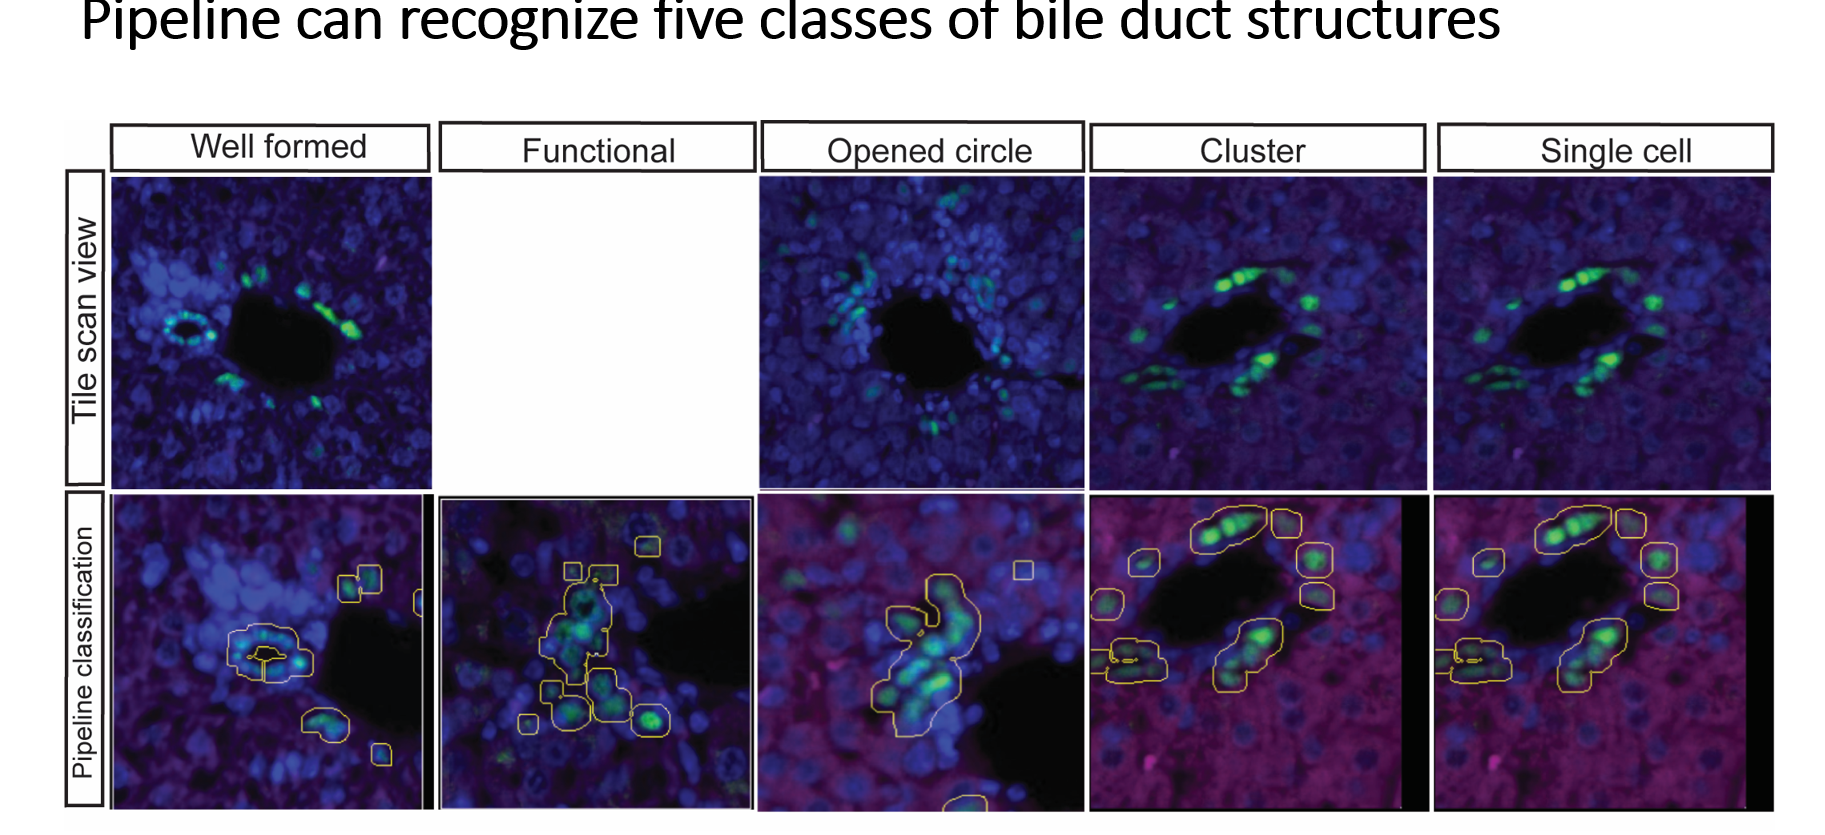 Pipeline can recognize five classes of bile duct structures
Well formed
Functional
Opened circle
Cluster
Single cell
Tile scan view
Pipeline classification